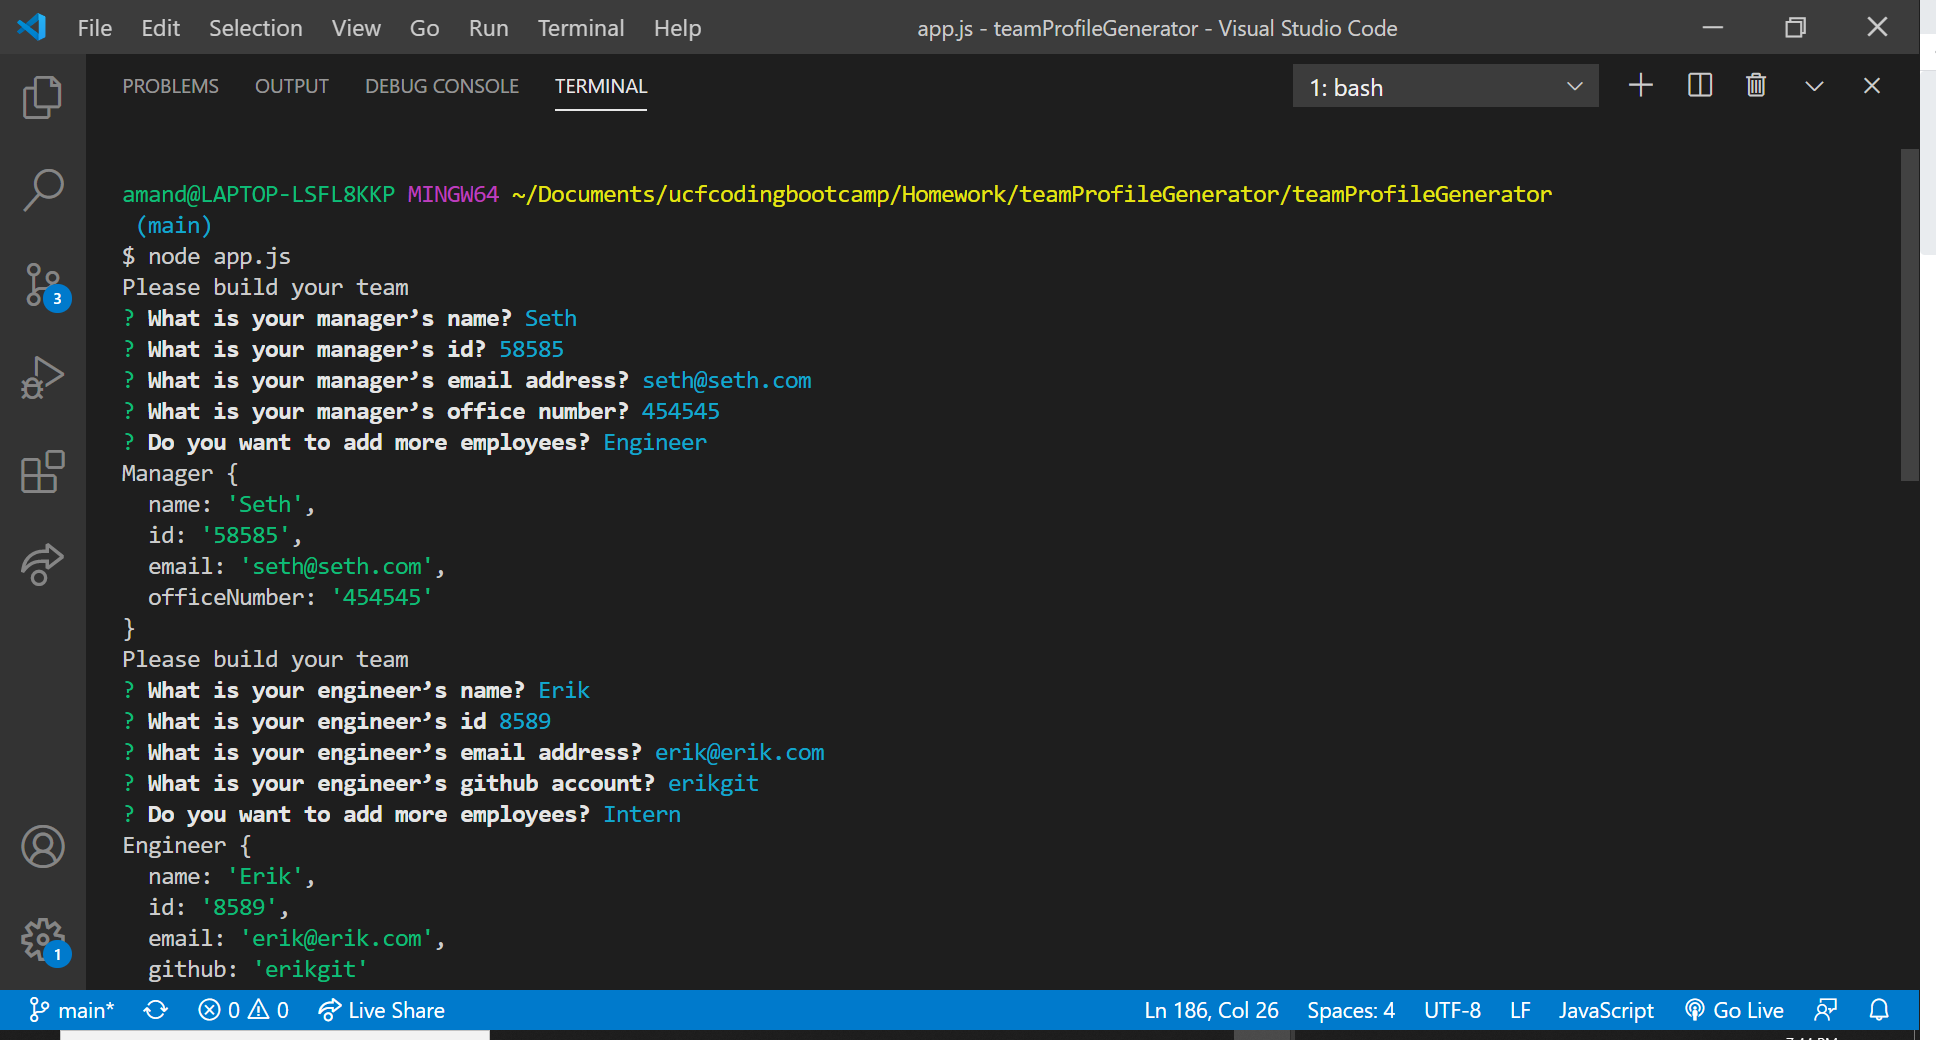 File Edit Selection View Go Run Terminal Help app.js - teamProfileGenerator - Visual Studio Code
PROBLEMS OUTPUT DEBUG CONSOLE TERMINAL 1: bash
amand@LAPTOP-LSFL8KKP MINGW64 ~/Documents/ucfcodingbootcamp/Homework/teamProfileGenerator/teamProfileGenerator
(main)
$ node app.js
Please build your team
? What is your manager’s name? Seth
? What is your manager’s id? 58585
? What is your manager’s email address? seth@seth.com
? What is your manager’s office number? 454545
? Do you want to add more employees? Engineer
Manager {
name: 'Seth',
id: '58585',
email: 'seth@seth.com',
officeNumber: '454545'
}
Please build your team
? What is your engineer’s name? Erik
? What is your engineer’s id 8589
? What is your engineer’s email address? erik@erik.com
? What is your engineer’s github account? erikgit
? Do you want to add more employees? Intern
Engineer {
name: 'Erik',
id: '8589',
email: 'erik@erik.com',
github: 'erikgit'
3
1
main* 0 0 Live Share Ln 186, Col 26 Spaces: 4 UTF-8 LF JavaScript Go Live